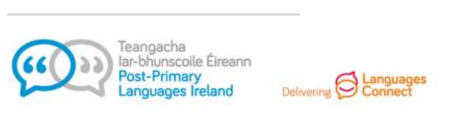 Teangacha
Iar-bhunscoile Éireann
Post-Primary
Languages Ireland
Delivering Languages
Connect